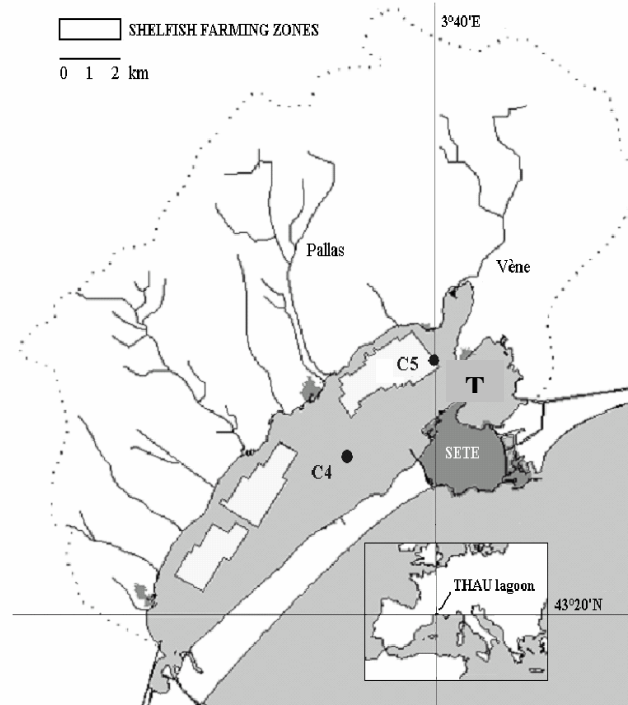 SHELFISH FARMING ZONES
3°40'E
0 1 2 km
Pallas
Vène
C5
T
C4
SETE
THAU lagoon
43°20'N